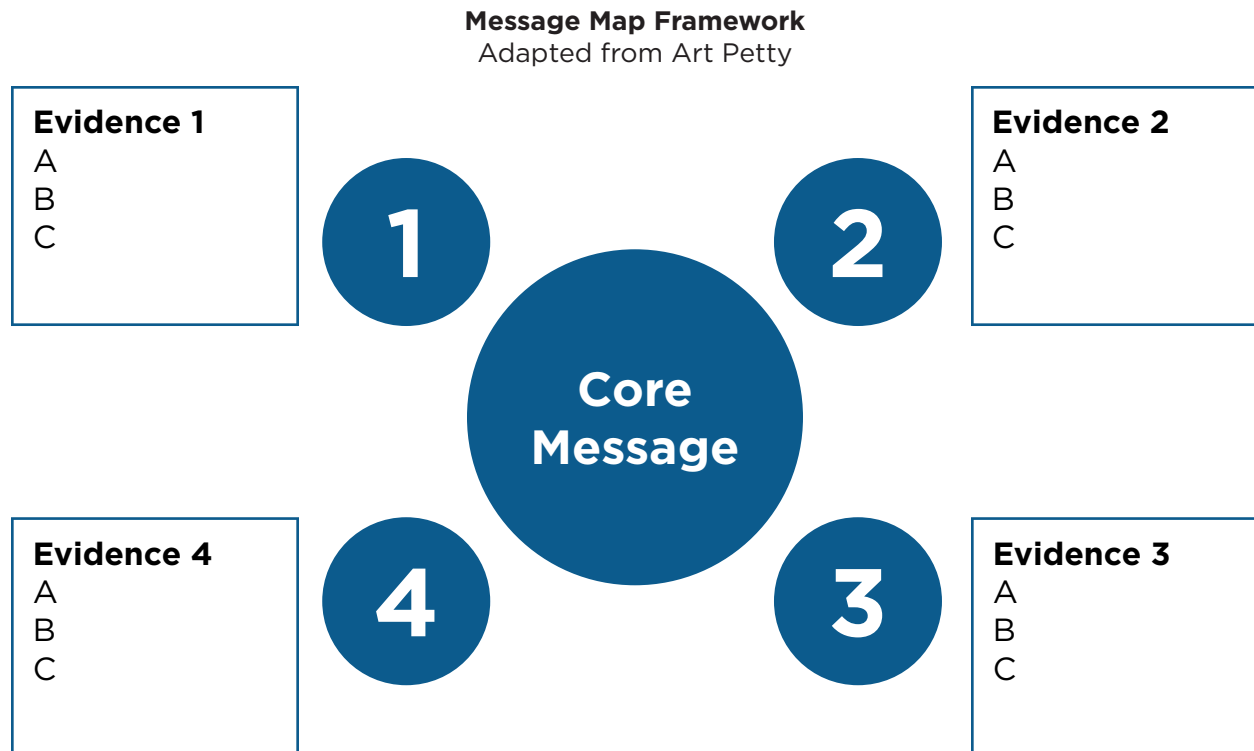 Message Map Framework
Adapted from Art Petty
Evidence 1
A
B
C
1
2
Evidence 2
A
B
C
Core
Message
Evidence 4
A
B
C
4
3
Evidence 3
A
B
C